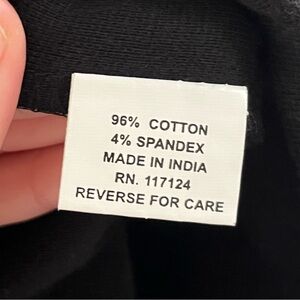 96% COTTON
4% SPANDEX
MADE IN INDIA
RN. 117124
REVERSE FOR CARE